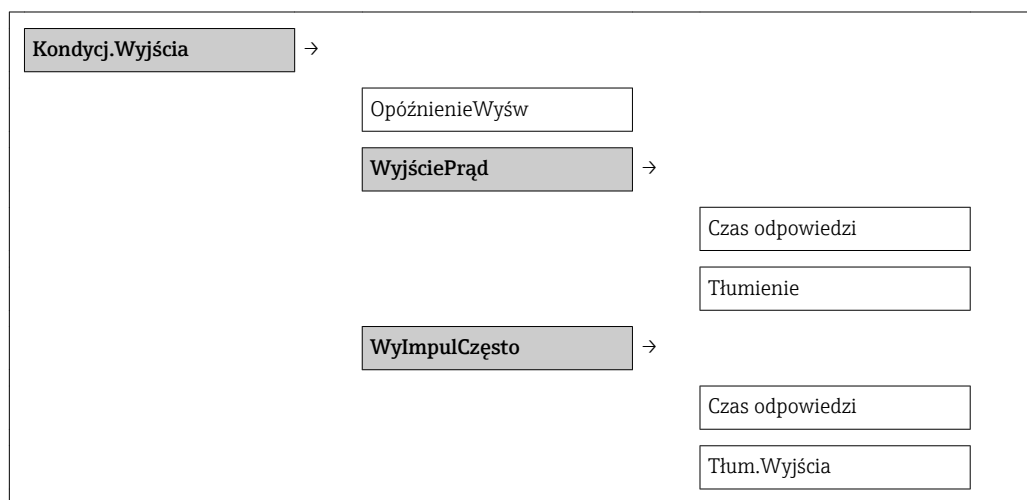 Kondycj.Wyjścia →
OpóźnienieWyśw
WyjściePrąd →
Czas odpowiedzi
Tłumienie
WyImpulCzęsto →
Czas odpowiedzi
Tłum.Wyjścia